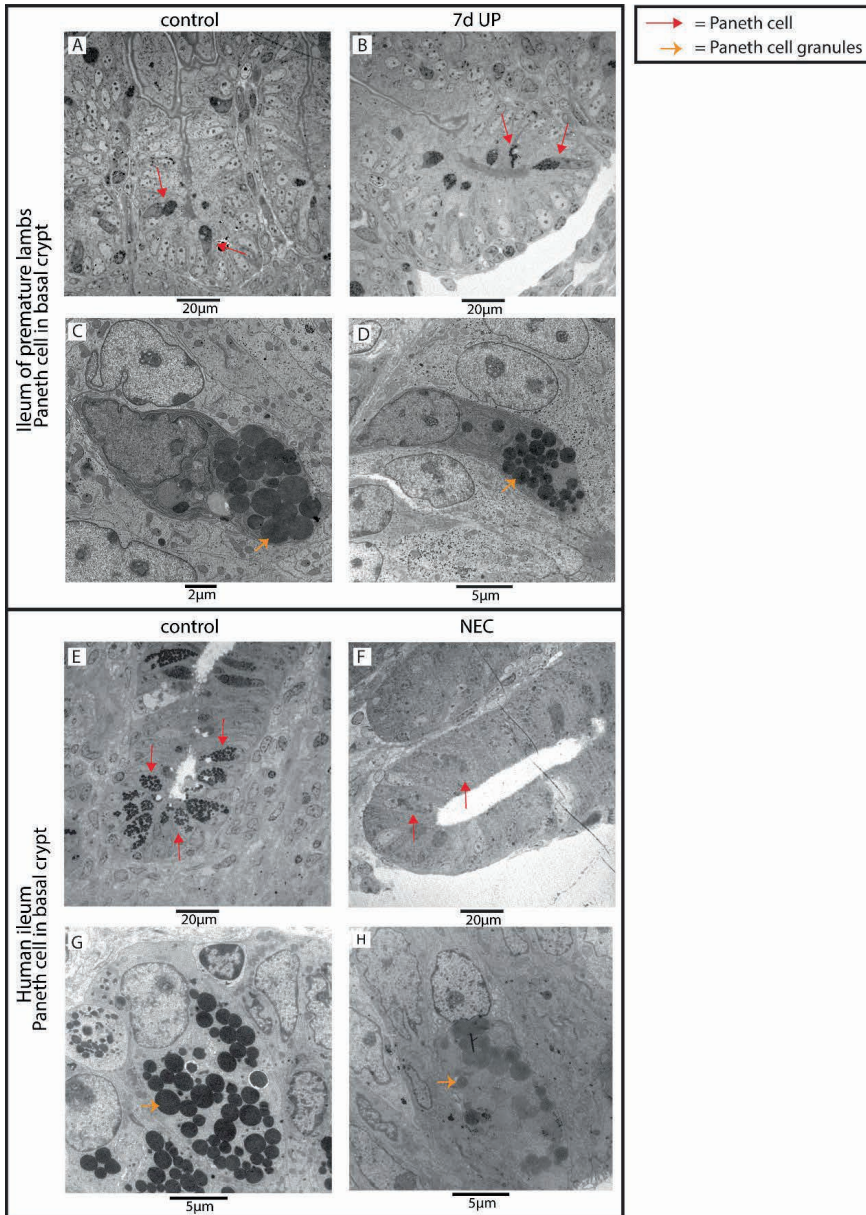 control
7d UP
= Paneth cell
= Paneth cell granules
Ileum of premature lambs
Paneth cell in basal crypt
A
B
20µm
20µm
C
D
2µm
5µm
control
NEC
Human ileum
Paneth cell in basal crypt
E
F
20µm
20µm
G
H
5µm
5µm